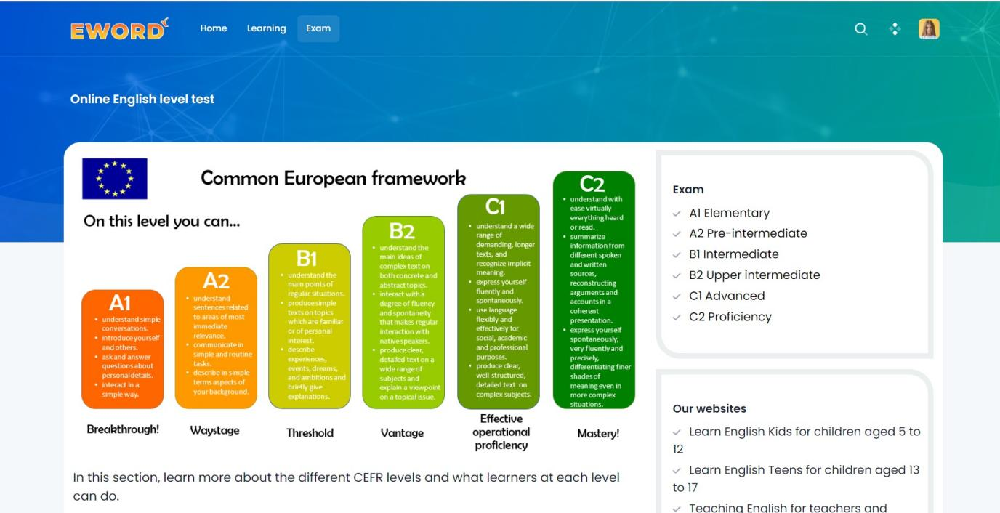 EWORD
Home
Learning
Exam
Online English level test
Common European framework
On this level you can...
A1
• understand simple
conversations.
• introduce yourself
and others.
• ask and answer
questions about
personal details.
• interact in a
simple way.
Breakthrough!
A2
• understand
sentences related
to areas of most
immediate
relevance.
• communicate in
simple and routine
tasks.
• describe in simple
terms aspects of
your background.
Waystage
B1
• understand the
main points of
regular situations.
• produce simple
texts on topics
which are familiar
or of personal
interest.
• describe
experiences,
events, dreams,
and ambitions and
briefly give
explanations.
Threshold
B2
• understand the
main ideas of
complex text on
both concrete and
abstract topics.
• interact with a
degree of fluency
and spontaneity
that makes regular
interaction with
native speakers.
• produce clear,
detailed text on a
wide range of
subjects and
explain a viewpoint
on a topical issue.
Vantage
C1
• understand a wide
range of
demanding, longer
texts, and
recognize implicit
meaning.
• express yourself
fluently and
spontaneously.
• use language
flexibly and
effectively for
social, academic
and professional
purposes.
• produce clear,
well-structured,
detailed text on
complex subjects.
Effective
operational
proficiency
C2
• understand with
ease virtually
everything heard
or read.
• summarize
information from
different spoken
and written
sources,
reconstructing
arguments and
accounts in a
coherent
presentation.
• express yourself
spontaneously,
very fluently and
precisely,
differentiating finer
shades of
meaning even in
more complex
situations.
Mastery!
In this section, learn more about the different CEFR levels and what learners at each level
can do.
Exam
A1 Elementary
A2 Pre-intermediate
B1 Intermediate
B2 Upper intermediate
C1 Advanced
C2 Proficiency
Our websites
Learn English Kids for children aged 5 to
12
Learn English Teens for children aged 13
to 17
Teaching English for teachers and